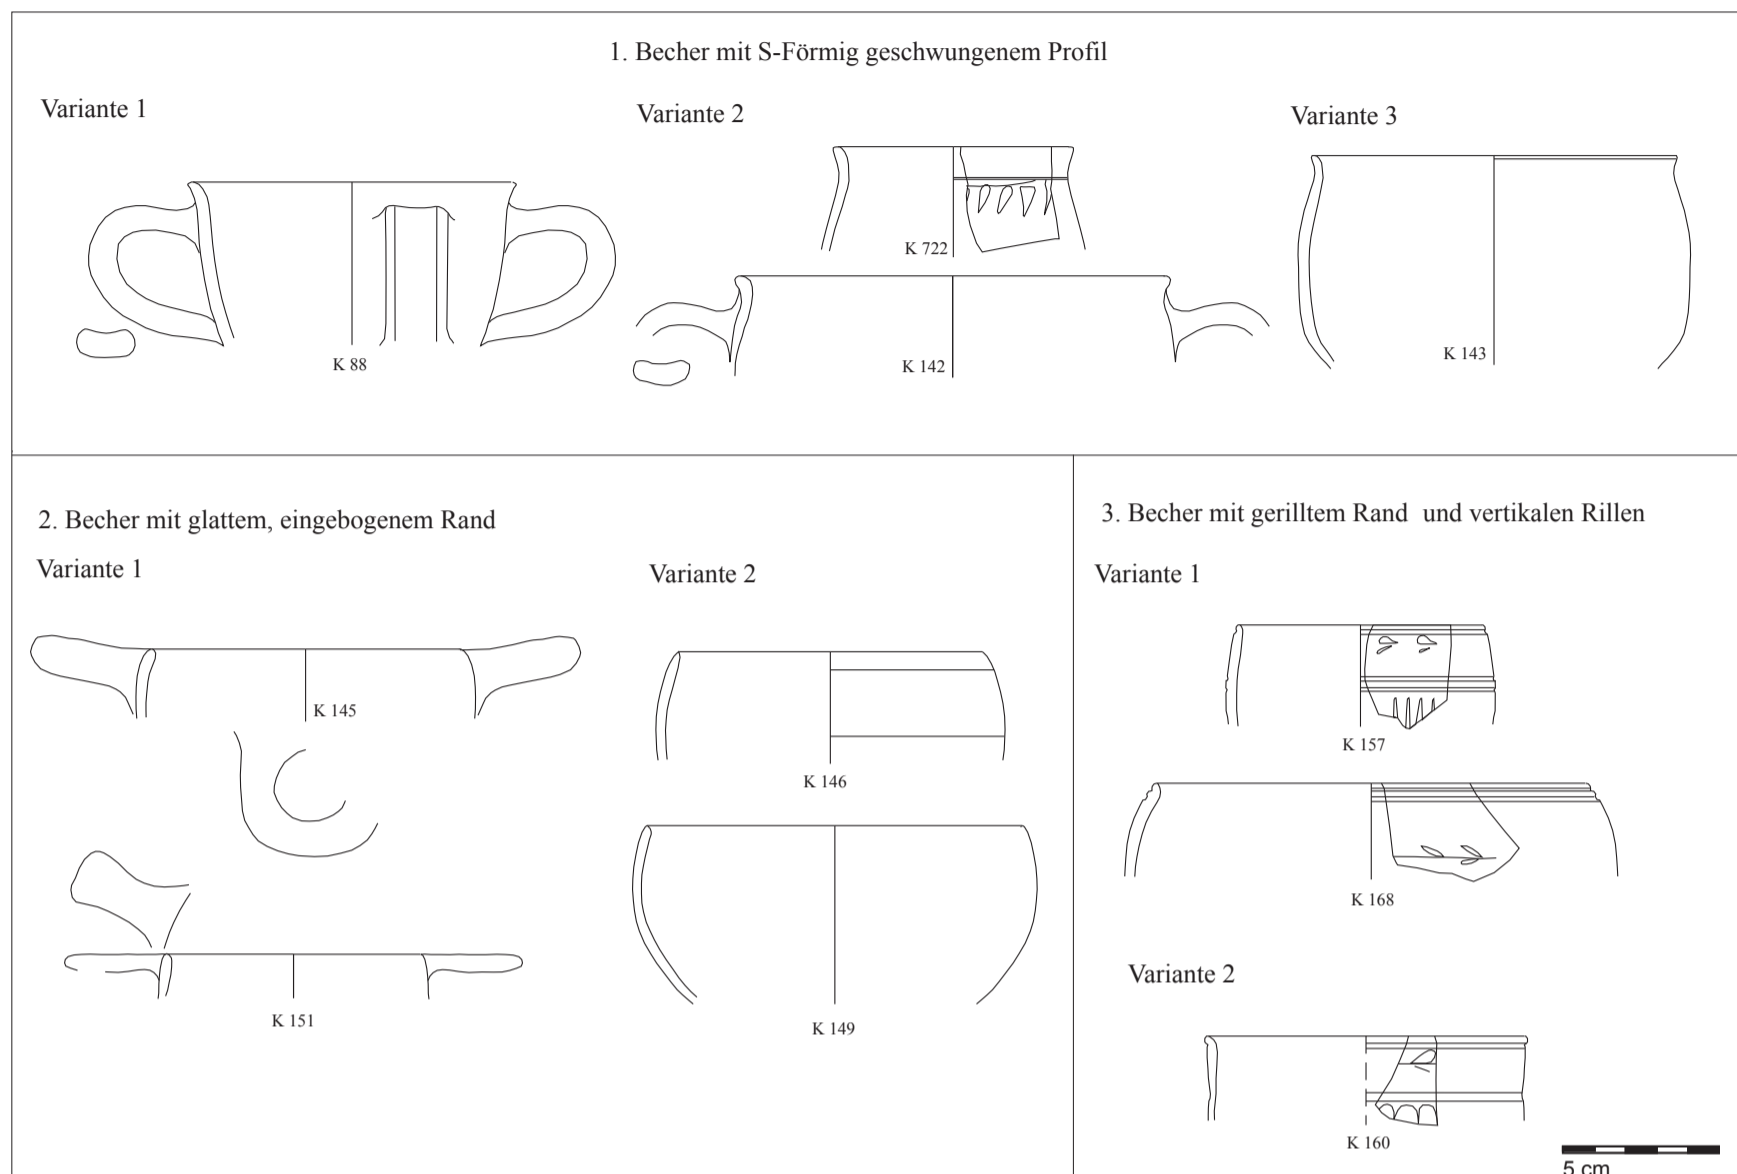 1. Becher mit S-Förmig geschwungenem Profil
Variante 1
Variante 2
Variante 3
K 88
K 722
K 142
K 143
2. Becher mit glattem, eingebogenem Rand
Variante 1
Variante 2
K 145
K 146
K 151
K 149
3. Becher mit gerilltem Rand und vertikalen Rillen
Variante 1
K 157
K 168
Variante 2
K 160
5 cm